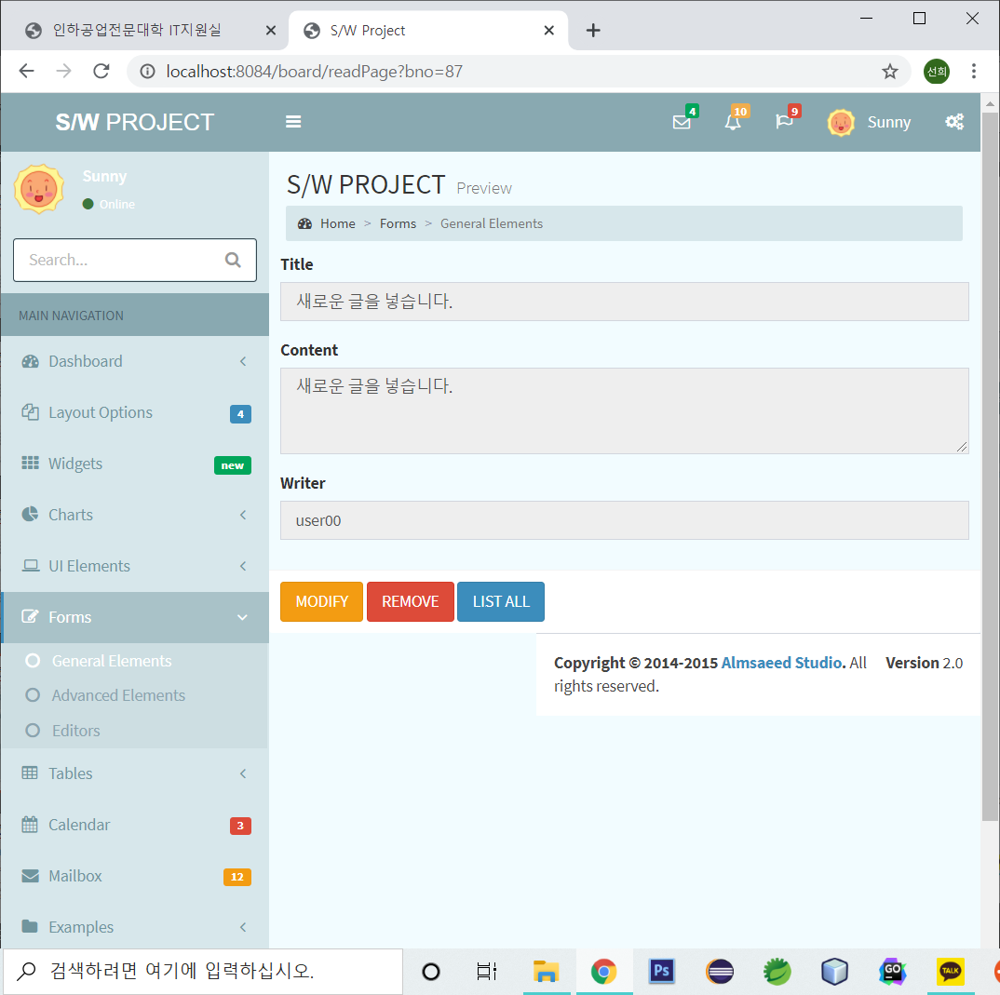 인하공업전문대학 IT지원실
S/W Project
localhost:8084/board/readPage?bno=87
선희
S/W PROJECT
4
10
9
Sunny
Sunny
Online
Search...
MAIN NAVIGATION
Dashboard
Layout Options 4
Widgets new
Charts
UI Elements
Forms
General Elements
Advanced Elements
Editors
Tables
Calendar 3
Mailbox 12
Examples
S/W PROJECT Preview
Home > Forms > General Elements
Title
새로운 글을 넣습니다.
Content
새로운 글을 넣습니다.
Writer
user00
MODIFY REMOVE LIST ALL
Copyright © 2014-2015 Almsaeed Studio. All
rights reserved.
Version 2.0
검색하려면 여기에 입력하십시오.
Ps
GO
TALK